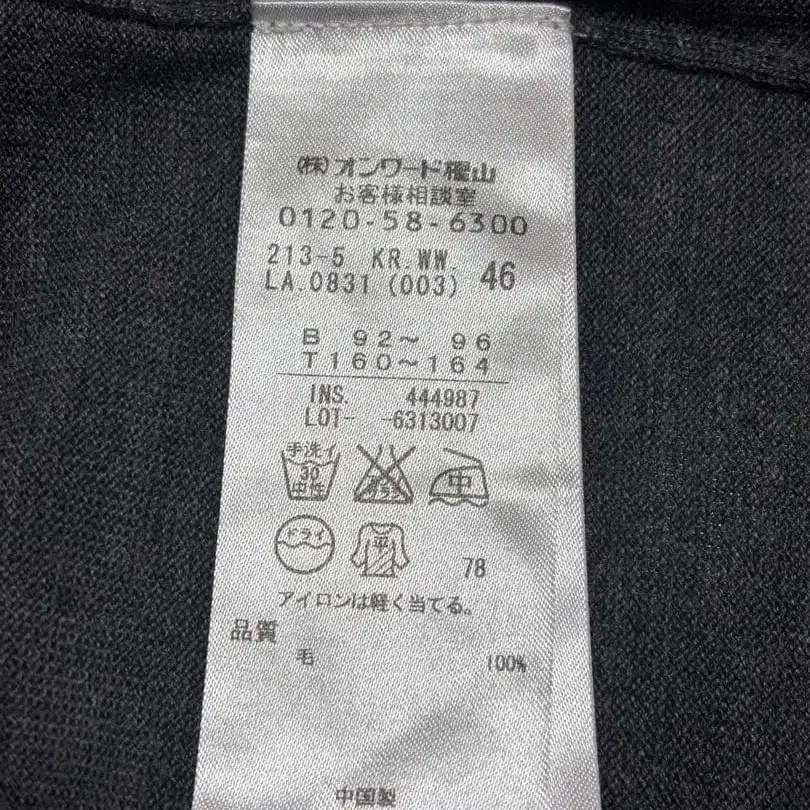 (株)オンワード樫山
お客様相談室
0120-58-6300
213-5 KR.WW.
LA.0831 (003) 46
B 92～ 96
T160～164
INS. 444987
LOT- -6313007
手洗イ
30
中性
中
ドライ
平
78
アイロンは軽く当てる。
品質
毛 100%
中国製